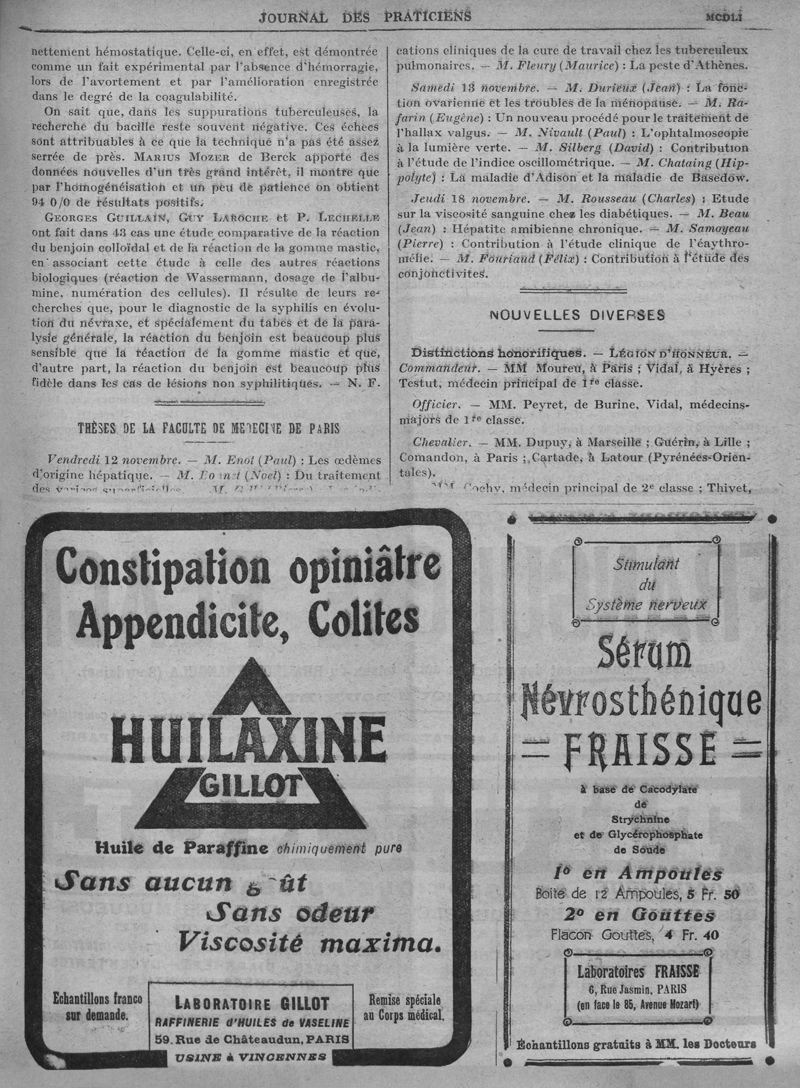 JOURNAL DES PRATICIENS
MCDLI
nettement hémostatique. Celle-ci, en effet, est démontrée
comme un fait expérimental par l'absence d'hémorragie,
lors de l'avortement et par l'amélioration enregistrée
dans le degré de la coagulabilité.
On sait que, dans les suppurations tuberculeuses, la
recherche du bacille reste souvent négative. Ces échecs
sont attribuables à ce que la technique n'a pas été assez
serrée de près. MARIUS MOZER de Berck apporte des
données nouvelles d'un très grand intérêt, il montre que
par l'homogénéisation et un peu de patience on obtient
94 0/0 de résultats positifs.
GEORGES GUILLAIN, GUY LAROCHE et P. LECHELLE
ont fait dans 43 cas une étude comparative de la réaction
du benjoin colloïdal et de la réaction de la gomme mastic,
en associant cette étude à celle des autres réactions
biologiques (réaction de Wassermann, dosage de l'albu-
mine, numération des cellules). Il résulte de leurs re-
cherches que, pour le diagnostic de la syphilis en évolu-
tion du névraxe, et spécialement du tabes et de la para-
lysie générale, la réaction du benjoin est beaucoup plus
sensible que la réaction de la gomme mastic et que,
d'autre part, la réaction du benjoin est beaucoup plus
fidèle dans les cas de lésions non syphilitiques. — N. F.
THÈSES DE LA FACULTE DE MEDECINE DE PARIS
Vendredi 12 novembre. — M. Enol (Paul) : Les œdèmes
d'origine hépatique. — M. (Noel) : Du traitement
des
cations cliniques de la cure de travail chez les tubereuleux
pulmonaires. — M. Fleury (Maurice) : La peste d'Athènes.
Samedi 13 novembre. — M. Durieux (Jean) : La fonc-
tion ovarienne et les troubles de la ménopause. — M. Ra-
farin (Eugène) : Un nouveau procédé pour le traitement de
l'hallax valgus. — M. Nivault (Paul) : L'ophtalmoscopie
à la lumière verte. — M. Silberg (David) : Contribution
à l'étude de l'indice oscillométrique. — M. Chataing (Hip-
polyte) : La maladie d'Adison et la maladie de Basedow.
Jeudi 18 novembre. — M. Rousseau (Charles) : Etude
sur la viscosité sanguine chez les diabétiques. — M. Beau
(Jean) : Hépatite amibienne chronique. — M. Samoyeau
(Pierre) : Contribution à l'étude clinique de l'éaythro-
mélie. — M. Fouriaud (Félix) : Contribution à l'étude des
conjonctivites.
NOUVELLES DIVERSES
Distinctions honorifiques. — LÉGION D'HONNEUR. —
Commandeur. — MM Moureu, à Paris ; Vidal, à Hyères ;
Testut, médecin principal de 1re classe.
Officier. — MM. Peyret, de Burine, Vidal, médecins-
majors de 1re classe.
Chevalier. — MM. Dupuy, à Marseille ; Guérin, à Lille ;
Comandon, à Paris ; Cartade, à Latour (Pyrénées-Orien-
tales).
MM. Cochy, médecin principal de 2e classe ; Thivet,
Constipation opiniâtre
Appendicite, Colites
HUILAXINE
GILLOT
Huile de Paraffine chimiquement pure
Sans aucun goût
Sans odeur
Viscosité maxima.
Echantillons franco
sur demande.
LABORATOIRE GILLOT
RAFFINERIE d'HUILES de VASELINE
59, Rue de Châteaudun, PARIS
USINE à VINCENNES
Remise spéciale
au Corps médical.
Stimulant
du
Système nerveux
Sérum
Névrosthénique
= FRAISSE =
à base de Cacodylate
de
Strychnine
et de Glycérophosphate
de Soude
1º en Ampoules
Boite de 12 Ampoules, 5 Fr. 50
2º en Gouttes
Flacon Gouttes, 4 Fr. 40
Laboratoires FRAISSE
6, Rue Jasmin, PARIS
(en face le 85, Avenue Mozart)
Échantillons gratuits à MM. les Docteurs